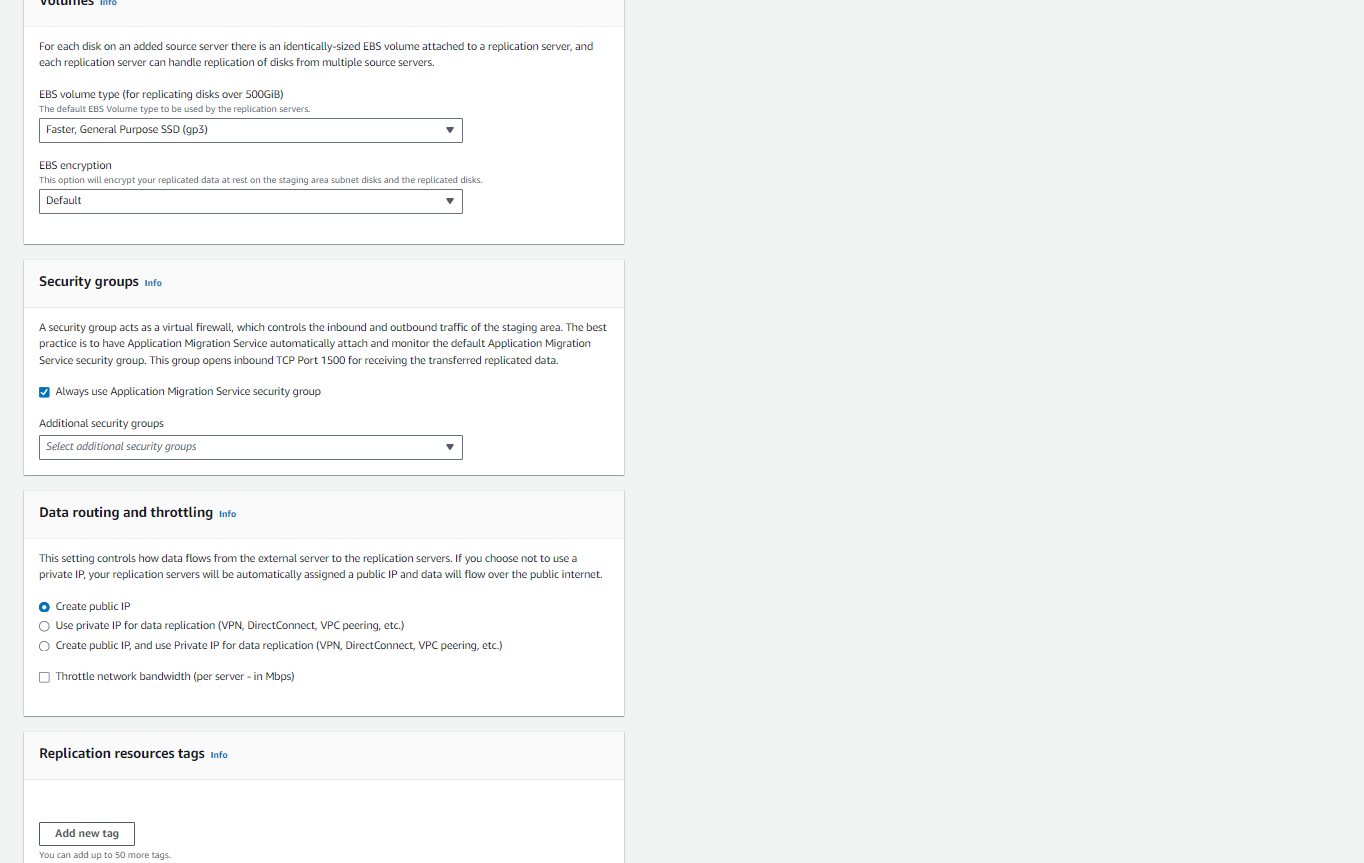 Volumes Info
For each disk on an added source server there is an identically-sized EBS volume attached to a replication server, and
each replication server can handle replication of disks from multiple source servers.
EBS volume type (for replicating disks over 500GiB)
The default EBS Volume type to be used by the replication servers.
Faster, General Purpose SSD (gp3)
EBS encryption
This option will encrypt your replicated data at rest on the staging area subnet disks and the replicated disks.
Default
Security groups Info
A security group acts as a virtual firewall, which controls the inbound and outbound traffic of the staging area. The best
practice is to have Application Migration Service automatically attach and monitor the default Application Migration
Service security group. This group opens inbound TCP Port 1500 for receiving the transferred replicated data.
Always use Application Migration Service security group
Additional security groups
Select additional security groups
Data routing and throttling Info
This setting controls how data flows from the external server to the replication servers. If you choose not to use a
private IP, your replication servers will be automatically assigned a public IP and data will flow over the public internet.
Create public IP
Use private IP for data replication (VPN, DirectConnect, VPC peering, etc.)
Create public IP, and use Private IP for data replication (VPN, DirectConnect, VPC peering, etc.)
Throttle network bandwidth (per server - in Mbps)
Replication resources tags Info
Add new tag
You can add up to 50 more tags.